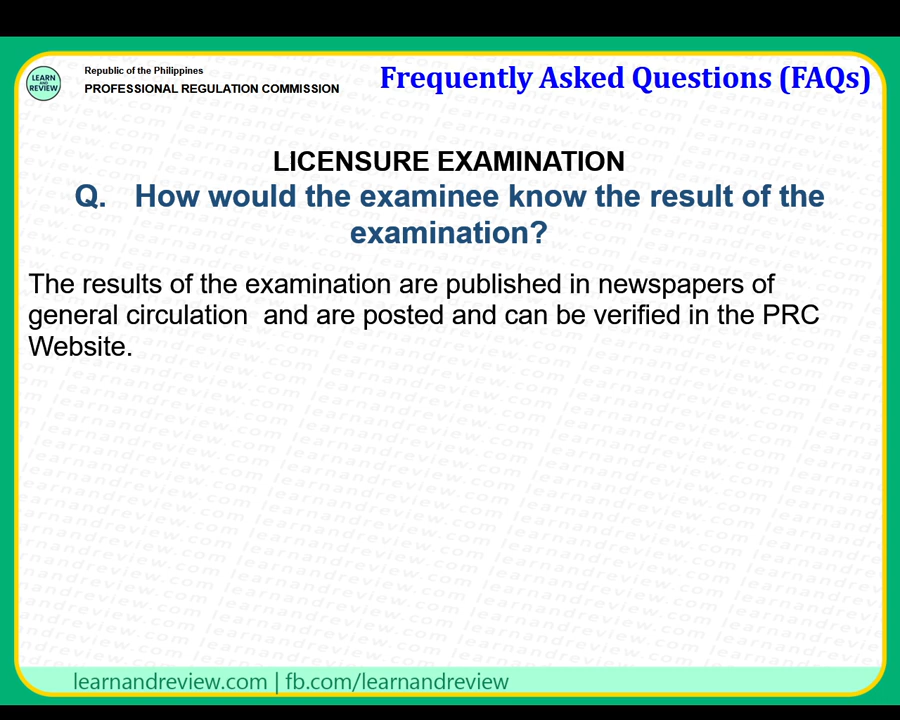 LEARN
AND
REVIEW
Republic of the Philippines
PROFESSIONAL REGULATION COMMISSION
Frequently Asked Questions (FAQs)
LICENSURE EXAMINATION
Q. How would the examinee know the result of the
examination?
The results of the examination are published in newspapers of
general circulation and are posted and can be verified in the PRC
Website.
learnandreview.com | fb.com/learnandreview